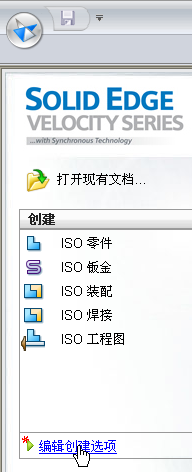 SOLID EDGE
VELOCITY SERIES
...with Synchronous Technology
打开现有文档...
创建
ISO 零件
ISO 钣金
ISO 装配
ISO 焊接
ISO 工程图
编辑创建选项